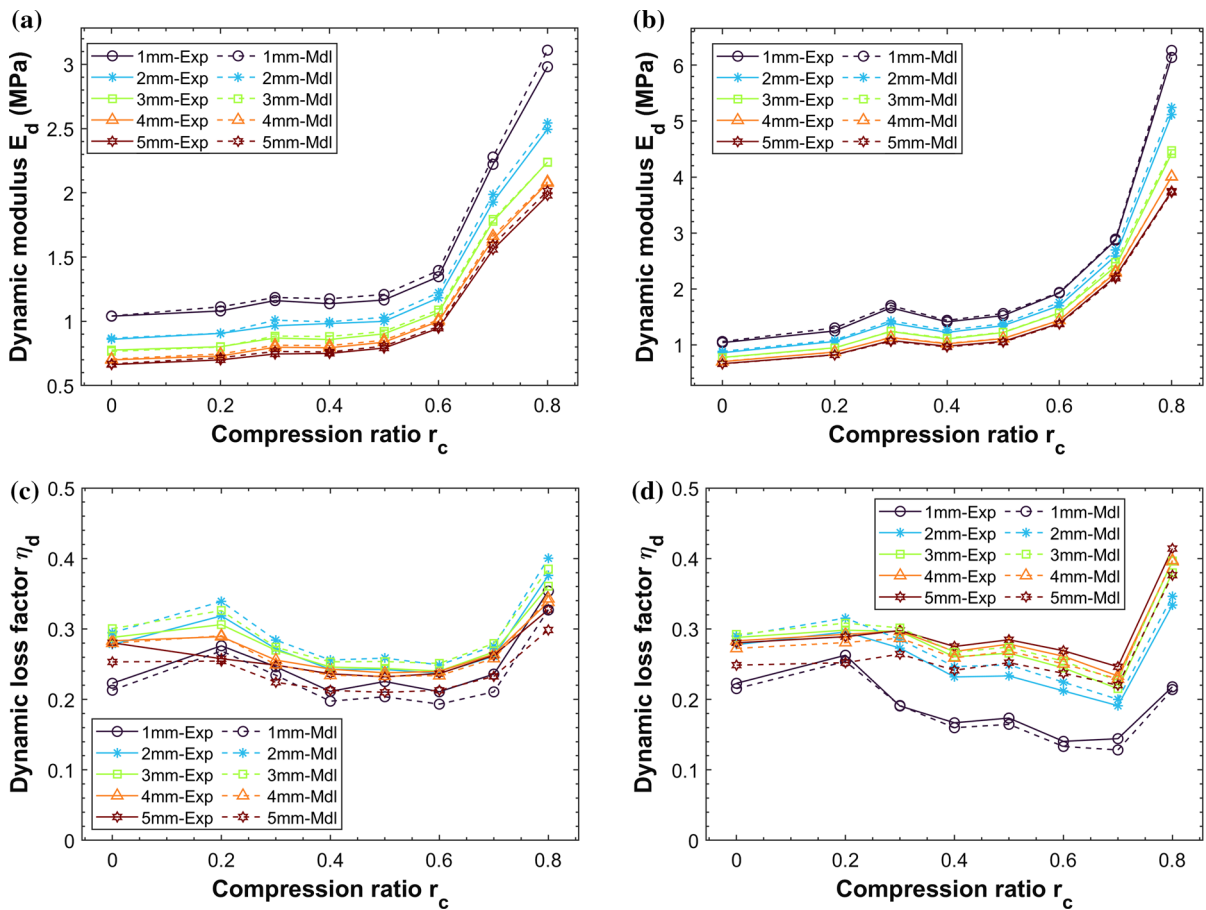 (a)
Dynamic modulus E_d (MPa)
3
2.5
2
1.5
1
0.5
1mm-Exp 1mm-Mdl
2mm-Exp 2mm-Mdl
3mm-Exp 3mm-Mdl
4mm-Exp 4mm-Mdl
5mm-Exp 5mm-Mdl
0 0.2 0.4 0.6 0.8
Compression ratio r_c
(b)
Dynamic modulus E_d (MPa)
6
5
4
3
2
1
1mm-Exp 1mm-Mdl
2mm-Exp 2mm-Mdl
3mm-Exp 3mm-Mdl
4mm-Exp 4mm-Mdl
5mm-Exp 5mm-Mdl
0 0.2 0.4 0.6 0.8
Compression ratio r_c
(c)
Dynamic loss factor η_d
0.5
0.4
0.3
0.2
0.1
0
1mm-Exp 1mm-Mdl
2mm-Exp 2mm-Mdl
3mm-Exp 3mm-Mdl
4mm-Exp 4mm-Mdl
5mm-Exp 5mm-Mdl
0 0.2 0.4 0.6 0.8
Compression ratio r_c
(d)
Dynamic loss factor η_d
0.5
0.4
0.3
0.2
0.1
0
1mm-Exp 1mm-Mdl
2mm-Exp 2mm-Mdl
3mm-Exp 3mm-Mdl
4mm-Exp 4mm-Mdl
5mm-Exp 5mm-Mdl
0 0.2 0.4 0.6 0.8
Compression ratio r_c